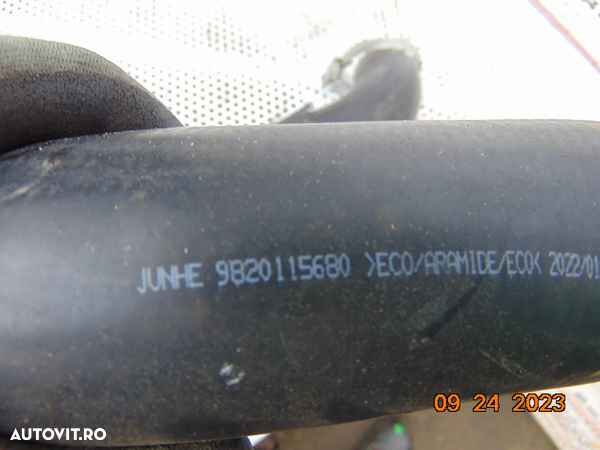 JUNHE 9820115680 >ECO/ARAMIDE/ECO< 2022/01
09 24 2023
AUTOVIT.RO